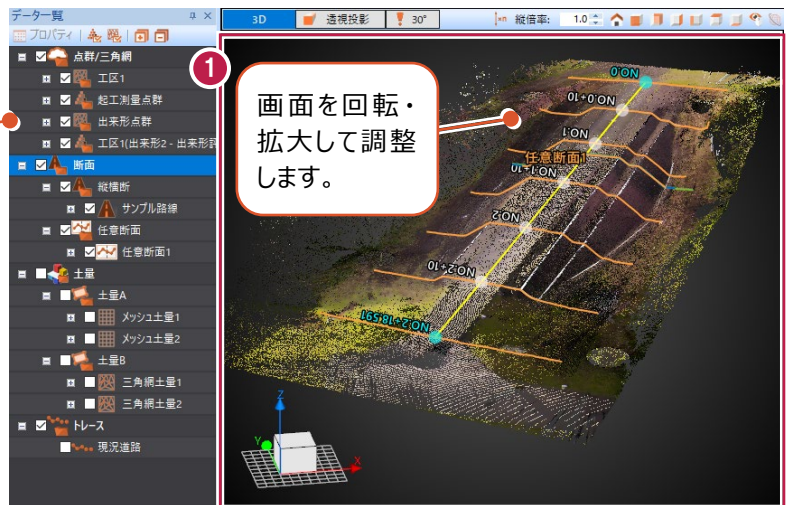 データ一覧
3D 透視投影 30° 縦倍率: 1.0
プロパティ
点群/三角網
工区1
起工測量点群
出来形点群
工区1(出来形2 - 出来形
断面
縦横断
サンプル路線
任意断面
任意断面1
土量
土量A
メッシュ土量1
メッシュ土量2
土量B
三角網土量1
三角網土量2
トレース
現況道路
1
画面を回転・
拡大して調整
します。
NO.0
NO.0+10
NO.1
任意断面1
NO.1+10
NO.2
NO.2+10
NO.2+18.591
Z
Y
X